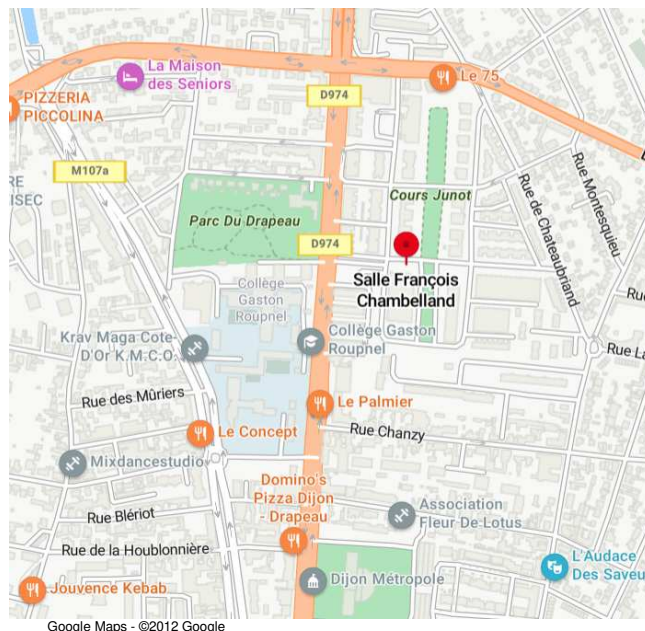 La Maison
des Seniors
Le 75
PIZZERIA
PICCOLINA
D974
M107a
ISEC
Cours Junot
Rue Montesquieu
Rue de Chateaubriand
Parc Du Drapeau
D974
Salle François
Chambelland
Collège
Gaston
Roupnel
Collège Gaston
Roupnel
Krav Maga Cote-
D'Or K.M.C.O.
Rue La
Rue des Mûriers
Le Palmier
Le Concept
Rue Chanzy
Mixdancestudio
Domino's
Pizza Dijon
- Drapeau
Association
Fleur De Lotus
Rue Blériot
Rue de la Houblonnière
Dijon Métropole
L'Audace
Des Saveu
Jouvence Kebab
Google Maps - ©2012 Google